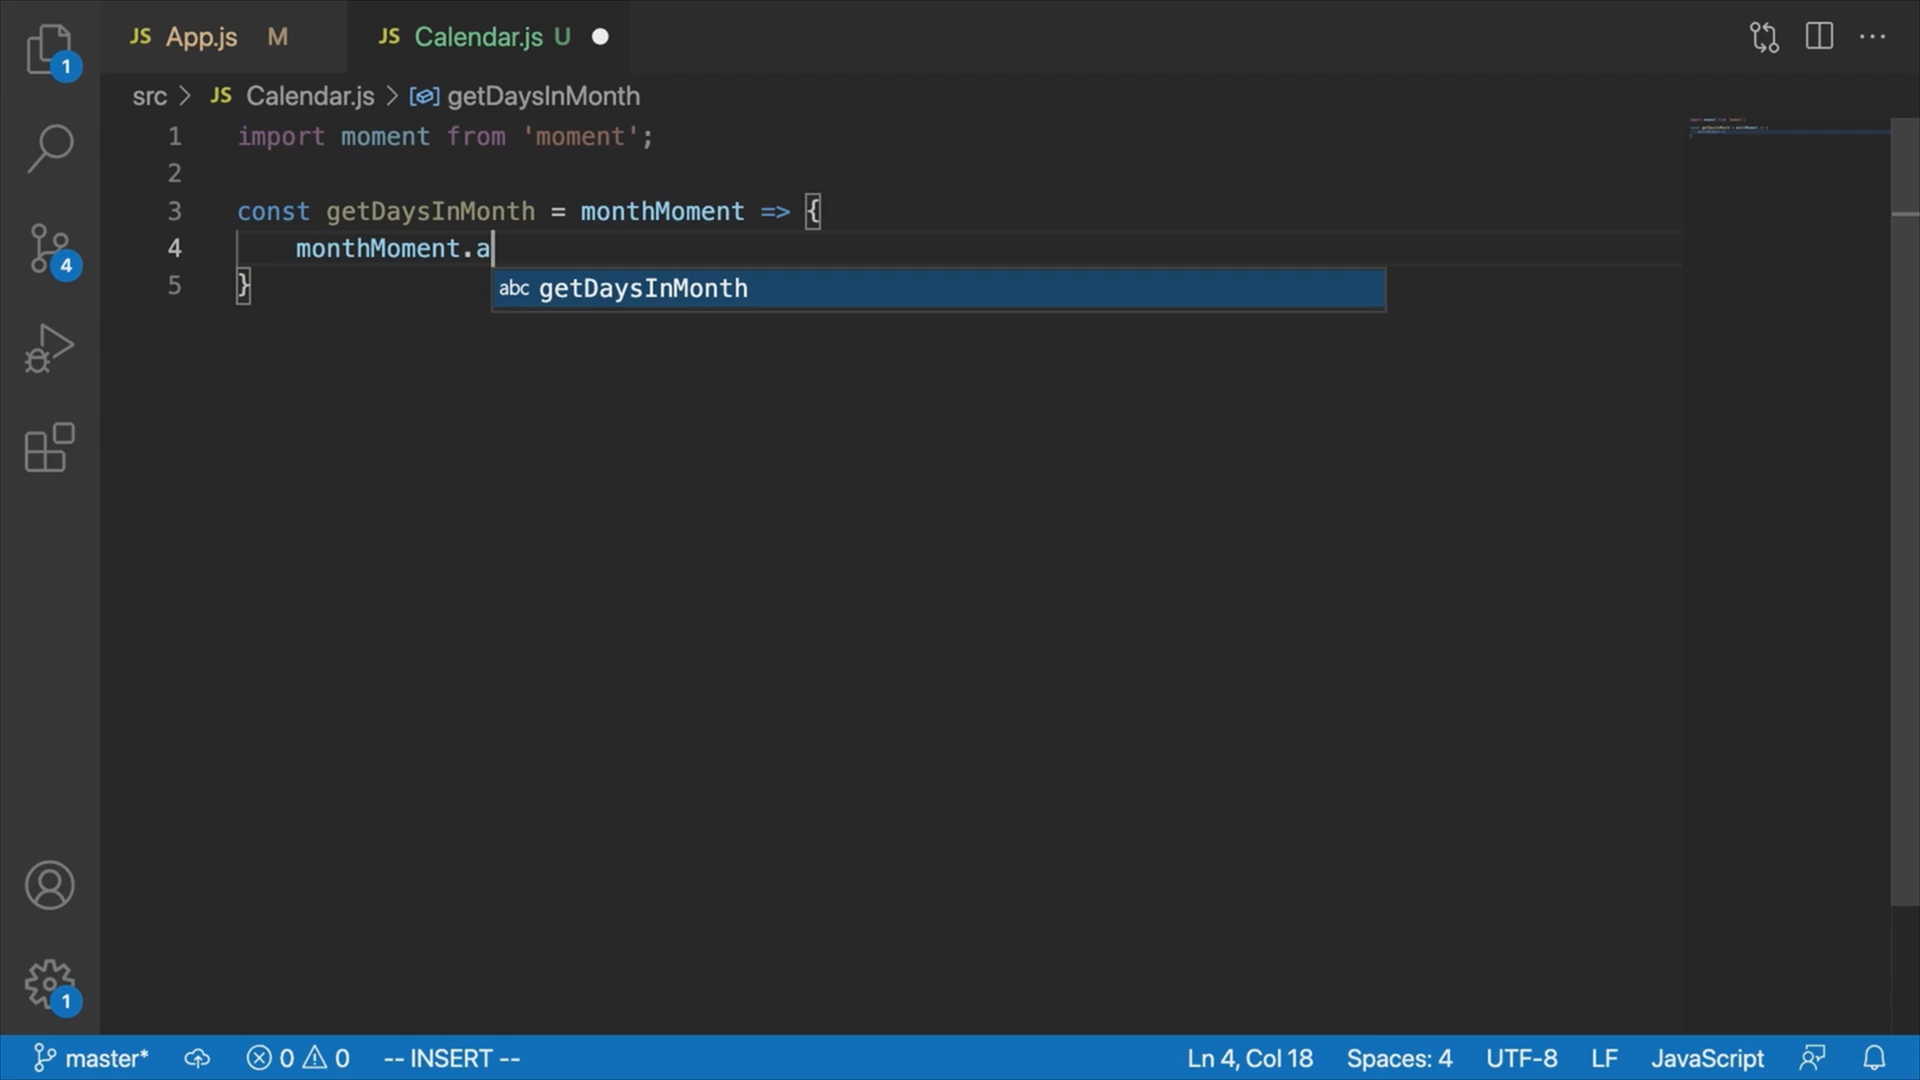 JS App.js M
JS Calendar.js U
src > JS Calendar.js > getDaysInMonth
1 import moment from 'moment';
2
3 const getDaysInMonth = monthMoment => {
4 monthMoment.a
5 }
abc getDaysInMonth
1
4
1
master* 0 0 -- INSERT -- Ln 4, Col 18 Spaces: 4 UTF-8 LF JavaScript